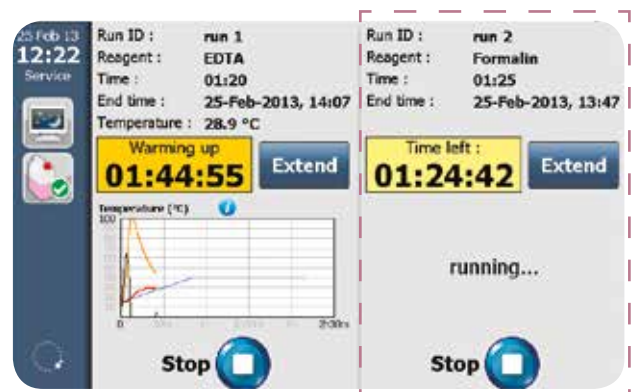 25 Feb 13
12:22
Service
Run ID : run 1
Reagent : EDTA
Time : 01:20
End time : 25-Feb-2013, 14:07
Temperature : 28.9 °C
Warming up
01:44:55
Extend
Temperature (°C)
100
0
2:30hrs
Stop
Run ID : run 2
Reagent : Formalin
Time : 01:25
End time : 25-Feb-2013, 13:47
Time left :
01:24:42
Extend
running...
Stop